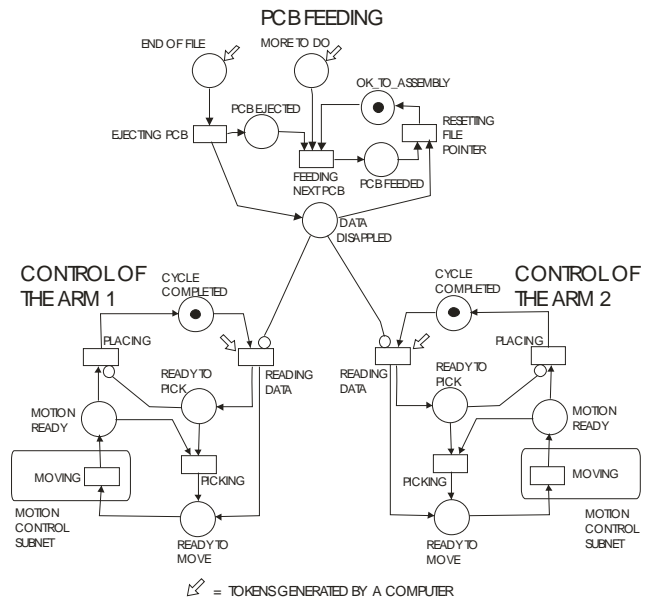 PCB FEEDING
END OF FILE
MORE TO DO
OK_TO_ASSEMBLY
PCB EJECTED
RESETTING
FILE
POINTER
EJECTING PCB
FEEDING
NEXT PCB
PCB FEEDED
DATA
DISAPPLED
CONTROL OF
THE ARM 1
CYCLE
COMPLETED
CYCLE
COMPLETED
CONTROL OF
THE ARM 2
PLACING
PLACING
READY TO
PICK
READING
DATA
READING
DATA
READY TO
PICK
MOTION
READY
MOTION
READY
MOVING
PICKING
PICKING
MOVING
MOTION
CONTROL
SUBNET
READY TO
MOVE
READY TO
MOVE
MOTION
CONTROL
SUBNET
= TOKENS GENERATED BY A COMPUTER